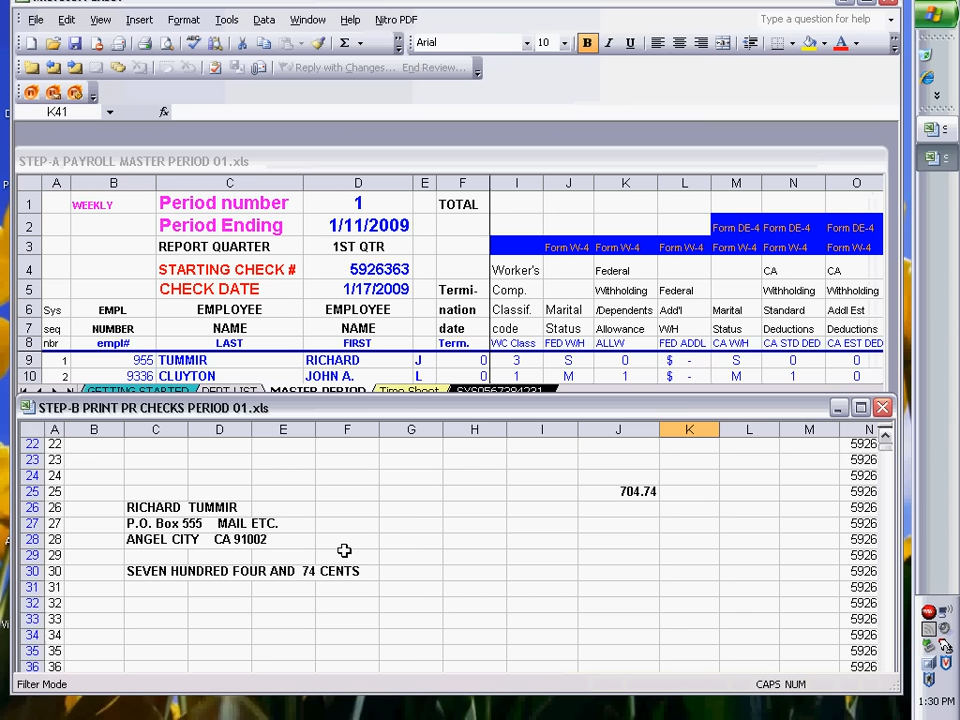 File Edit View Insert Format Tools Data Window Help Nitro PDF Type a question for help
Arial 10 B I U
Reply with Changes... End Review...
K41 fx
STEP-A PAYROLL MASTER PERIOD 01.xls
A B C D E F I J K L M N O
1 WEEKLY Period number 1 TOTAL
2 Period Ending 1/11/2009 Form DE-4 Form DE-4 Form DE-4
3 REPORT QUARTER 1ST QTR Form W-4 Form W-4 Form W-4 Form W-4 Form W-4 Form W-4
4 STARTING CHECK # 5926363 Worker's Federal CA CA
5 CHECK DATE 1/17/2009 Termi- Comp. Withholding Federal Withholding Withholding
6 Sys EMPL EMPLOYEE EMPLOYEE nation Classif. Marital /Dependents Add'l Marital Standard Addl Est
7 seq NUMBER NAME NAME date code Status Allowance W/H Status Deductions Deductions
8 nbr empl# LAST FIRST Term. WC Class FED W/H ALLW FED ADDL CA W/H CA STD DED CA EST DED
9 1 955 TUMMIR RICHARD J 0 3 S 0 $ - S 0 0
10 2 9336 CLUYTON JOHN A. L 0 1 M 1 $ - M 1 0
GETTING STARTED DEPT LIST MASTER PERIOD Time Sheet
STEP-B PRINT PR CHECKS PERIOD 01.xls
A B C D E F G H I J K L M N
22 22 5926
23 23 5926
24 24 5926
25 25 704.74 5926
26 26 RICHARD TUMMIR 5926
27 27 P.O. Box 555 MAIL ETC. 5926
28 28 ANGEL CITY CA 91002 5926
29 29 5926
30 30 SEVEN HUNDRED FOUR AND 74 CENTS 5926
31 31 5926
32 32 5926
33 33 5926
34 34 5926
35 35 5926
36 36 5926
Filter Mode CAPS NUM
1:30 PM